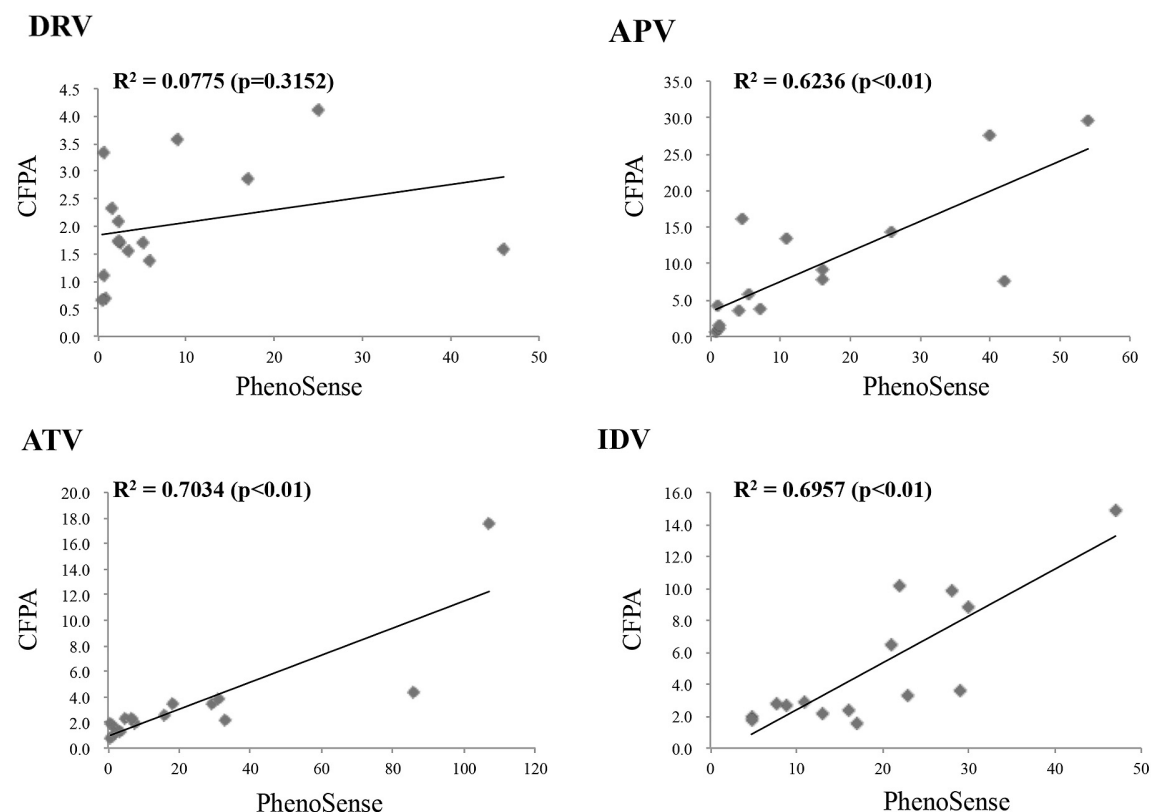 DRV
R² = 0.0775 (p=0.3152)
4.5
4.0
3.5
3.0
2.5
2.0
1.5
1.0
0.5
0.0
CFPA
0 10 20 30 40 50
PhenoSense
APV
R² = 0.6236 (p<0.01)
35.0
30.0
25.0
20.0
15.0
10.0
5.0
0.0
CFPA
0 10 20 30 40 50 60
PhenoSense
ATV
R² = 0.7034 (p<0.01)
20.0
18.0
16.0
14.0
12.0
10.0
8.0
6.0
4.0
2.0
0.0
CFPA
0 20 40 60 80 100 120
PhenoSense
IDV
R² = 0.6957 (p<0.01)
16.0
14.0
12.0
10.0
8.0
6.0
4.0
2.0
0.0
CFPA
0 10 20 30 40 50
PhenoSense